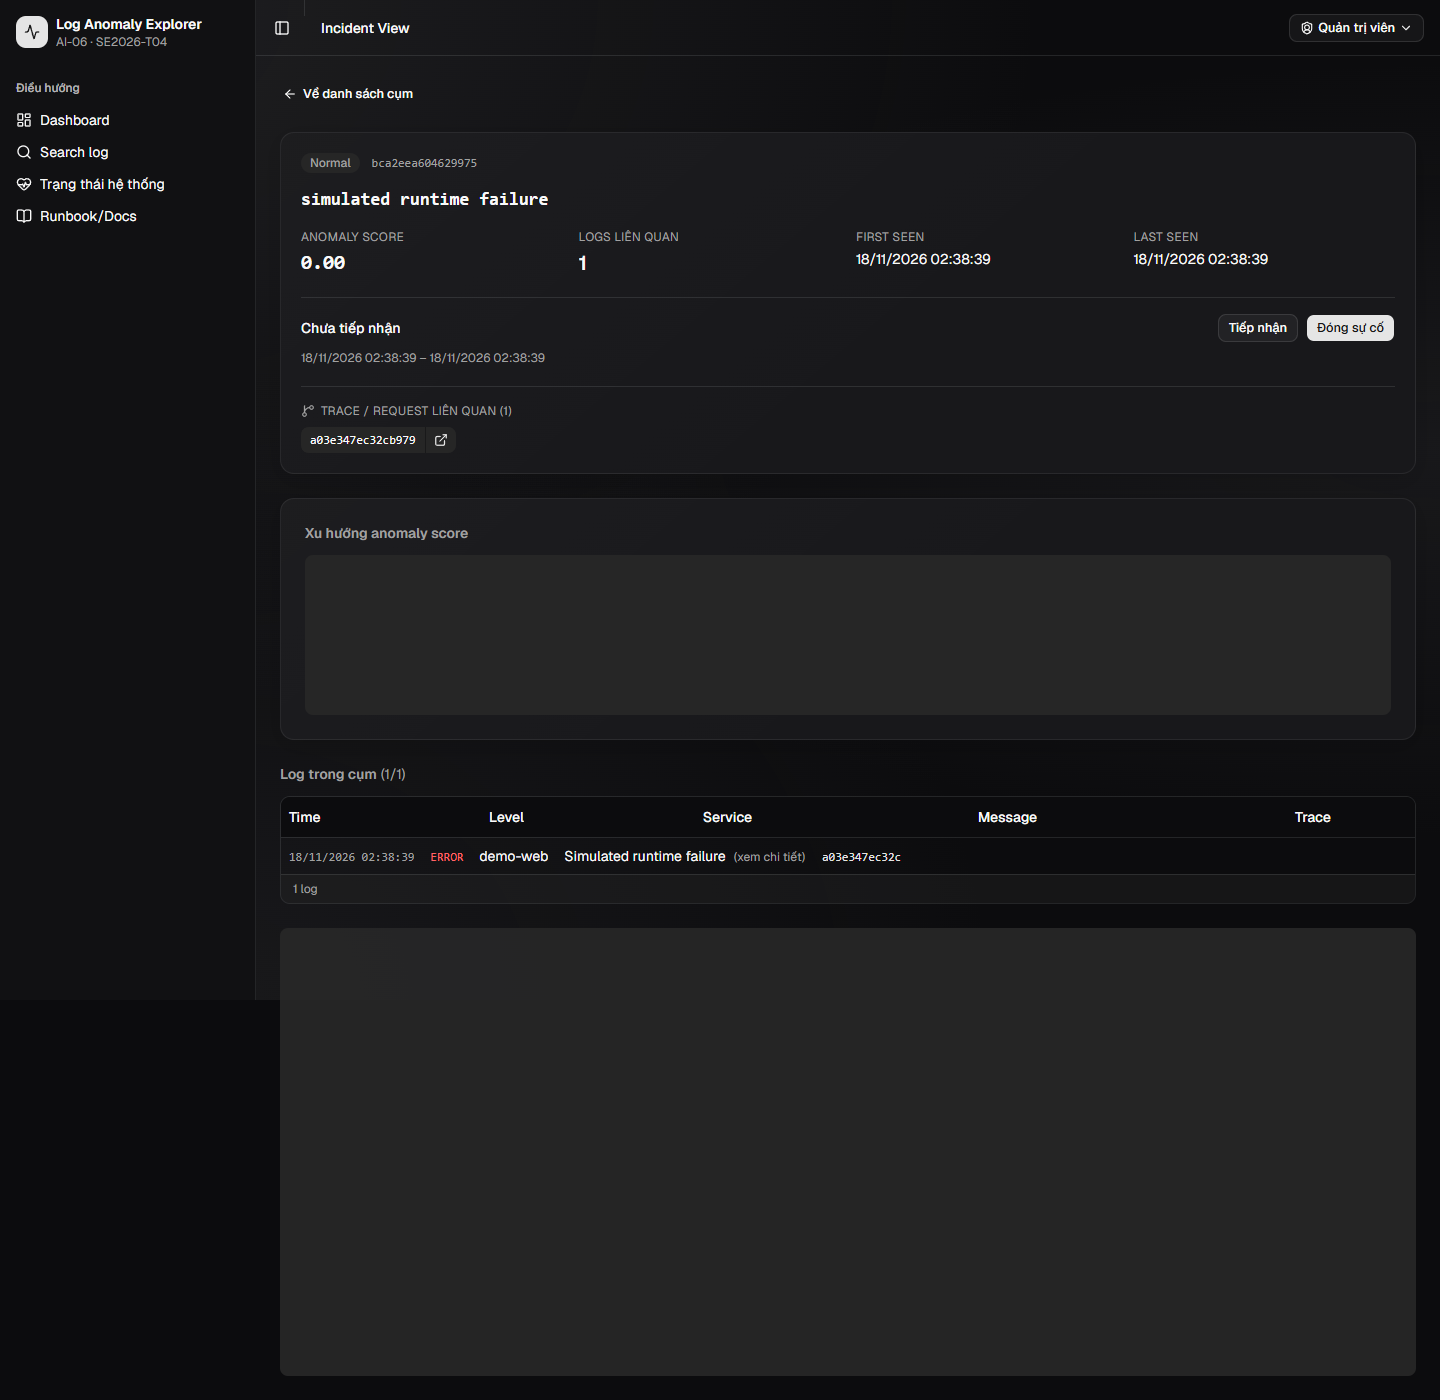 Log Anomaly Explorer
AI-06 · SE2026-T04
Điều hướng
Dashboard
Search log
Trạng thái hệ thống
Runbook/Docs
Incident View
Quản trị viên
Về danh sách cụm
Normal bca2eea604629975
simulated runtime failure
ANOMALY SCORE
0.00
LOGS LIÊN QUAN
1
FIRST SEEN
18/11/2026 02:38:39
LAST SEEN
18/11/2026 02:38:39
Chưa tiếp nhận
Tiếp nhận
Đóng sự cố
18/11/2026 02:38:39 – 18/11/2026 02:38:39
TRACE / REQUEST LIÊN QUAN (1)
a03e347ec32cb979
Xu hướng anomaly score
Log trong cụm (1/1)
Time Level Service Message Trace
18/11/2026 02:38:39 ERROR demo-web Simulated runtime failure (xem chi tiết) a03e347ec32c
1 log